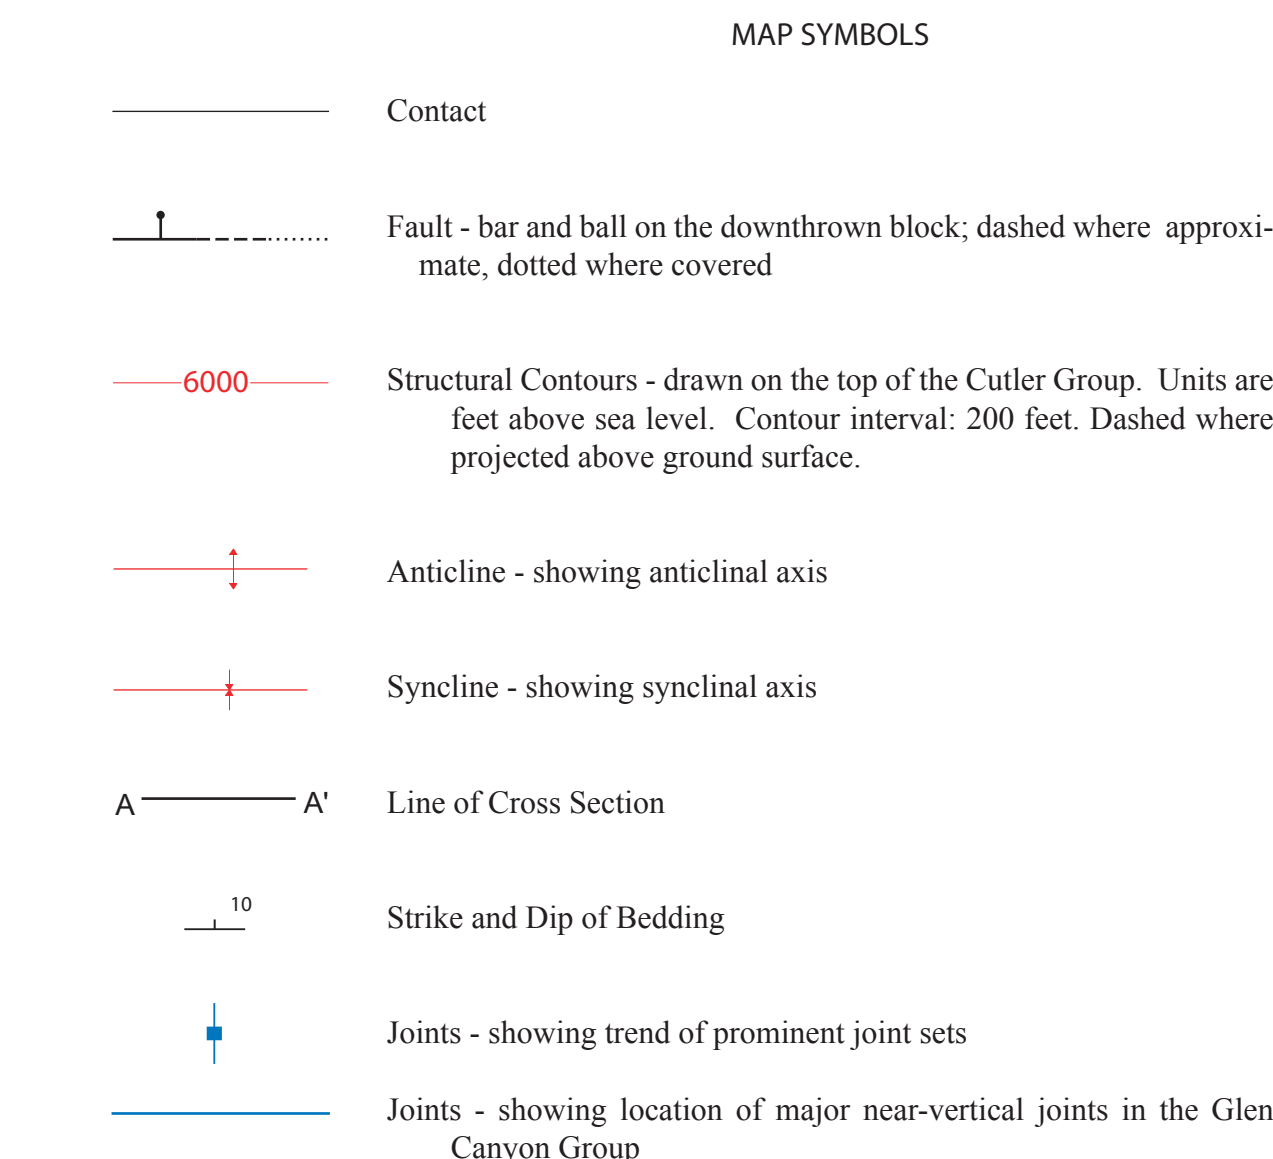 MAP SYMBOLS
Contact
Fault - bar and ball on the downthrown block; dashed where approxi-
mate, dotted where covered
6000
Structural Contours - drawn on the top of the Cutler Group. Units are
feet above sea level. Contour interval: 200 feet. Dashed where
projected above ground surface.
Anticline - showing anticlinal axis
Syncline - showing synclinal axis
A A'
Line of Cross Section
10
Strike and Dip of Bedding
Joints - showing trend of prominent joint sets
Joints - showing location of major near-vertical joints in the Glen
Canyon Group